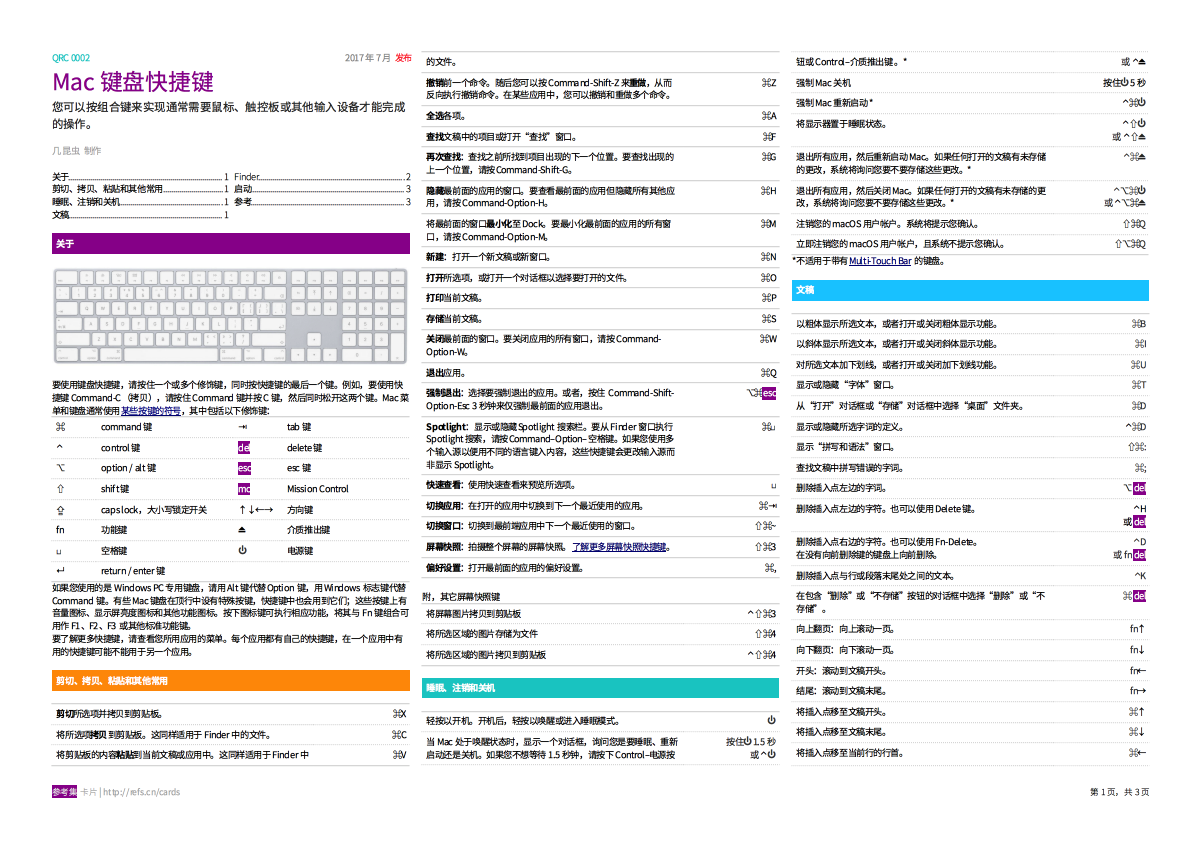 QRC 0002
2017 年 7 月 发布
Mac 键盘快捷键
您可以按组合键来实现通常需要鼠标、触控板或其他输入设备才能完成
的操作。
几昆虫 制作
关于 1
剪切、拷贝、粘贴和其他常用 1
睡眠、注销和关机 1
文稿 1
Finder 2
启动 3
参考 3
关于
要使用键盘快捷键，请按住一个或多个修饰键，同时按快捷键的最后一个键。例如，要使用快
捷键 Command-C （拷贝），请按住 Command 键并按 C 键，然后同时松开这两个键。Mac 菜
单和键盘通常使用 某些按键的符号，其中包括以下修饰键：
⌘ command 键 ⇥ tab 键
⌃ control 键 del delete 键
⌥ option / alt 键 esc esc 键
⇧ shift 键 mc Mission Control
⇪ caps lock，大小写锁定开关 ↑↓←→ 方向键
fn 功能键 ⏏ 介质推出键
␣ 空格键 ⏻ 电源键
↩ return / enter 键
如果您使用的是 Windows PC 专用键盘，请用 Alt 键代替 Option 键，用 Windows 标志键代替
Command 键。有些 Mac 键盘在顶行中设有特殊按键，快捷键中也会用到它们；这些按键上有
音量图标、显示屏亮度图标和其他功能图标。按下图标键可执行相应功能，将其与 Fn 键组合可
用作 F1、F2、F3 或其他标准功能键。
要了解更多快捷键，请查看您所用应用的菜单。每个应用都有自己的快捷键，在一个应用中有
用的快捷键可能不能用于另一个应用。
剪切、拷贝、粘贴和其他常用
剪切所选项并拷贝到剪贴板。 ⌘X
将所选项拷贝到剪贴板。这同样适用于 Finder 中的文件。 ⌘C
将剪贴板的内容粘贴到当前文稿或应用中。这同样适用于 Finder 中 ⌘V
的文件。
撤销前一个命令。随后您可以按 Command-Shift-Z 来重做，从而 ⌘Z
反向执行撤销命令。在某些应用中，您可以撤销和重做多个命令。
全选各项。 ⌘A
查找文稿中的项目或打开“查找”窗口。 ⌘F
再次查找：查找之前所找到项目出现的下一个位置。要查找出现的 ⌘G
上一个位置，请按 Command-Shift-G。
隐藏最前面的应用的窗口。要查看最前面的应用但隐藏所有其他应 ⌘H
用，请按 Command-Option-H。
将最前面的窗口最小化至 Dock。要最小化最前面的应用的所有窗 ⌘M
口，请按 Command-Option-M。
新建：打开一个新文稿或新窗口。 ⌘N
打开所选项，或打开一个对话框以选择要打开的文件。 ⌘O
打印当前文稿。 ⌘P
存储当前文稿。 ⌘S
关闭最前面的窗口。要关闭应用的所有窗口，请按 Command- ⌘W
Option-W。
退出应用。 ⌘Q
强制退出：选择要强制退出的应用。或者，按住 Command-Shift- ⌥⌘esc
Option-Esc 3 秒钟来仅强制最前面的应用退出。
Spotlight：显示或隐藏 Spotlight 搜索栏。要从 Finder 窗口执行 ⌘␣
Spotlight 搜索，请按 Command–Option– 空格键。如果您使用多
个输入源以便用不同的语言键入内容，这些快捷键会更改输入源而
非显示 Spotlight。
快速查看：使用快速查看来预览所选项。 ␣
切换应用：在打开的应用中切换到下一个最近使用的应用。 ⌘⇥
切换窗口：切换到最前端应用中下一个最近使用的窗口。 ⇧⌘~
屏幕快照：拍摄整个屏幕的屏幕快照。了解更多屏幕快照快捷键。 ⇧⌘3
偏好设置：打开最前面的应用的偏好设置。 ⌘,
附，其它屏幕快照键
将屏幕图片拷贝到剪贴板 ⌃⇧⌘3
将所选区域的图片存储为文件 ⇧⌘4
将所选区域的图片拷贝到剪贴板 ⌃⇧⌘4
睡眠、注销和关机
轻按以开机。开机后，轻按以唤醒或进入睡眠模式。 ⏻
当 Mac 处于唤醒状态时，显示一个对话框，询问您是要睡眠、重新 按住⏻1.5 秒
启动还是关机。如果您不想等待 1.5 秒钟，请按下 Control–电源按 或⌃⏻
钮或 Control–介质推出键。* 或⌃⏏
强制 Mac 关机 按住⏻5 秒
强制 Mac 重新启动* ⌃⌘⏻
将显示器置于睡眠状态。 ⌃⇧⏻
或⌃⇧⏏
退出所有应用，然后重新启动 Mac。如果任何打开的文稿有未存储 ⌃⌘⏏
的更改，系统将询问您要不要存储这些更改。*
退出所有应用，然后关闭 Mac。如果任何打开的文稿有未存储的更 ⌃⌥⌘⏻
改，系统将询问您要不要存储这些更改。* 或⌃⌥⌘⏏
注销您的 macOS 用户帐户。系统将提示您确认。 ⇧⌘Q
立即注销您的 macOS 用户帐户，且系统不提示您确认。 ⇧⌥⌘Q
*不适用于带有 Multi-Touch Bar 的键盘。
文稿
以粗体显示所选文本，或者打开或关闭粗体显示功能。 ⌘B
以斜体显示所选文本，或者打开或关闭斜体显示功能。 ⌘I
对所选文本加下划线，或者打开或关闭加下划线功能。 ⌘U
显示或隐藏“字体”窗口。 ⌘T
从“打开”对话框或“存储”对话框中选择“桌面”文件夹。 ⌘D
显示或隐藏所选字词的定义。 ⌃⌘D
显示“拼写和语法”窗口。 ⇧⌘:
查找文稿中拼写错误的字词。 ⌘;
删除插入点左边的字词。 ⌥del
删除插入点左边的字符。也可以使用 Delete 键。 ⌃H
或del
删除插入点右边的字符。也可以使用 Fn-Delete。 ⌃D
在没有向前删除键的键盘上向前删除。 或 fn del
删除插入点与行或段落末尾处之间的文本。 ⌃K
在包含“删除”或“不存储”按钮的对话框中选择“删除”或“不 ⌘del
存储”。
向上翻页：向上滚动一页。 fn↑
向下翻页：向下滚动一页。 fn↓
开头：滚动到文稿开头。 fn←
结尾：滚动到文稿末尾。 fn→
将插入点移至文稿开头。 ⌘↑
将插入点移至文稿末尾。 ⌘↓
将插入点移至当前行的行首。 ⌘←
参考集 卡片 | http://refs.cn/cards
第 1 页，共 3 页